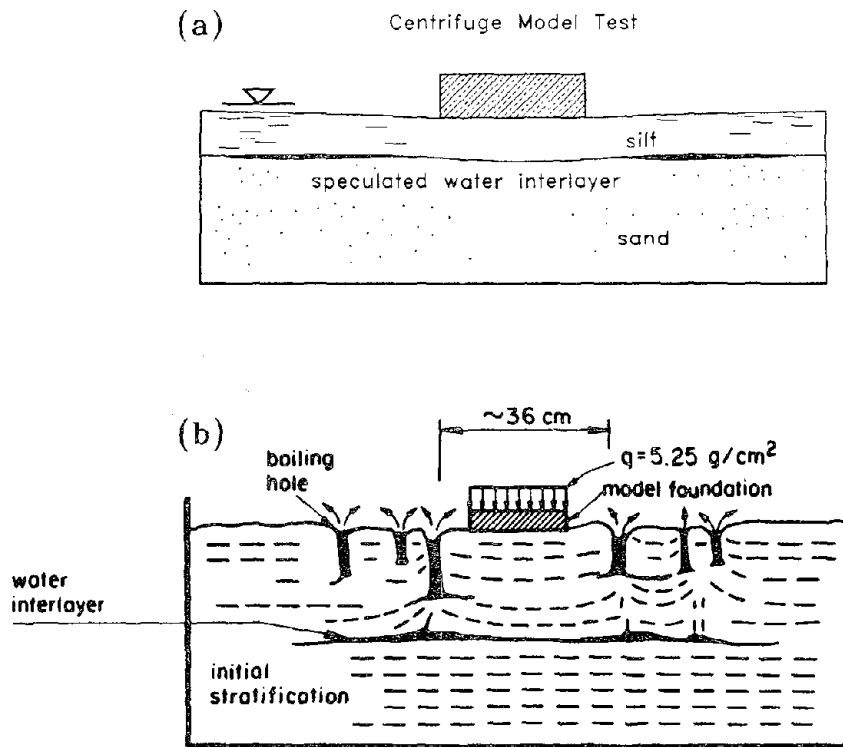 (a)
Centrifuge Model Test
silt
speculated water interlayer
sand
(b)
~36 cm
q=5.25 g/cm²
boiling
hole
model foundation
water
interlayer
initial
stratification